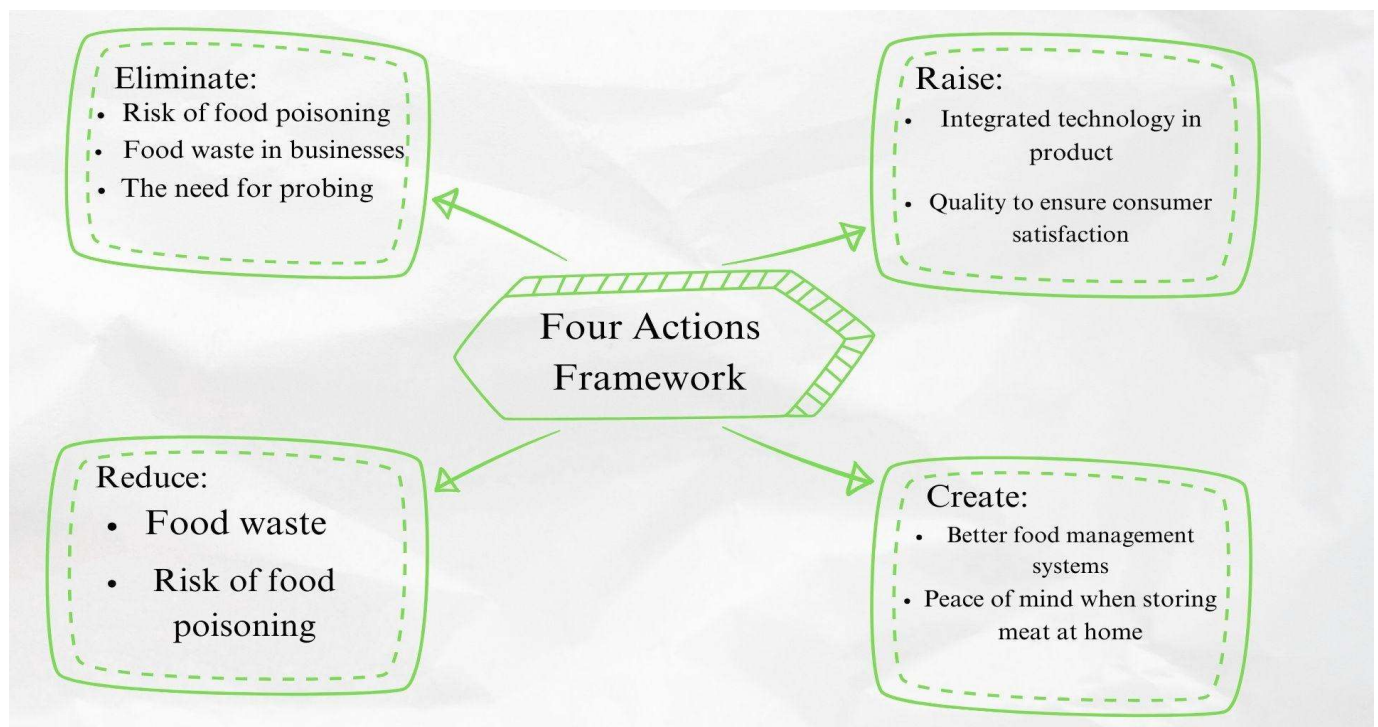 Eliminate:
• Risk of food poisoning
• Food waste in businesses
• The need for probing
Raise:
• Integrated technology in
product
• Quality to ensure consumer
satisfaction
Four Actions
Framework
Reduce:
• Food waste
• Risk of food
poisoning
Create:
• Better food management
systems
• Peace of mind when storing
meat at home